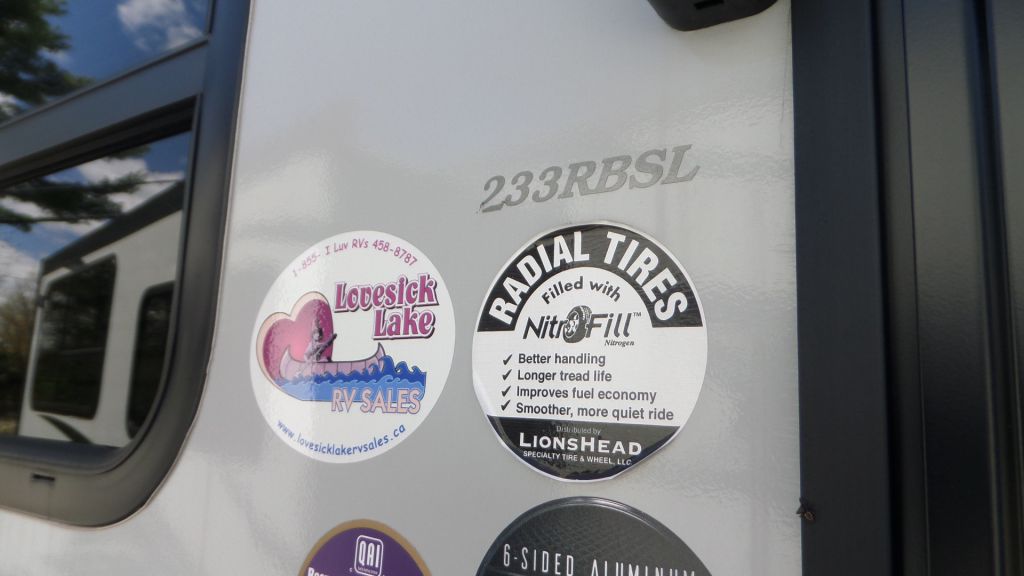 233RBSL
1-855- I Luv RVs 458-8787
Lovesick
Lake
RV SALES
www.lovesicklakervsales.ca
RADIAL TIRES
Filled with
NitroFill™
Nitrogen
✓ Better handling
✓ Longer tread life
✓ Improves fuel economy
✓ Smoother, more quiet ride
Distributed by
LIONSHEAD
SPECIALTY TIRE & WHEEL, LLC
QAI
6-SIDED ALUMINUM